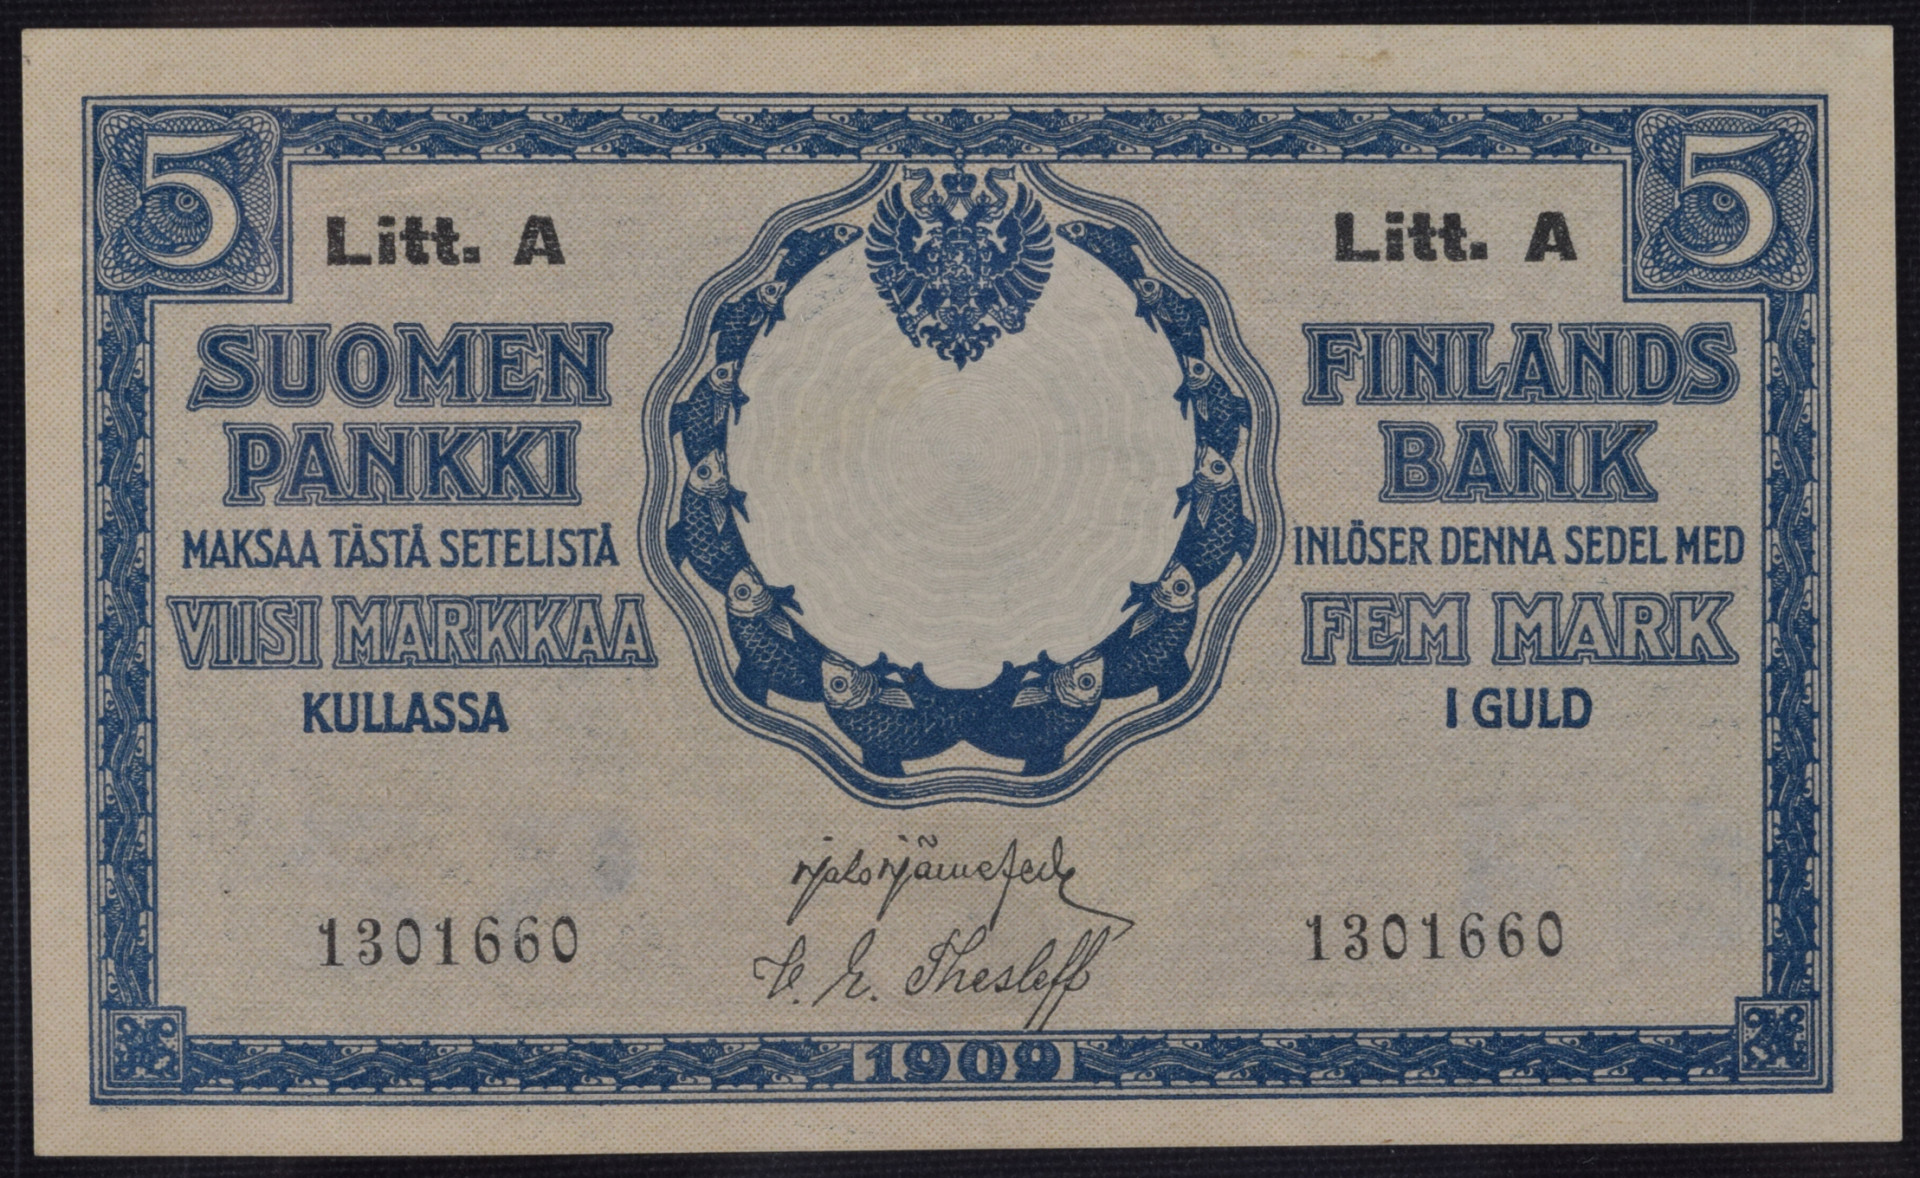 5
5
Litt. A
Litt. A
SUOMEN
PANKKI
MAKSAA TÄSTÄ SETELISTÄ
VIISI MARKKAA
KULLASSA
FINLANDS
BANK
INLÖSER DENNA SEDEL MED
FEM MARK
I GULD
1301660
1301660
Thesleff
1909